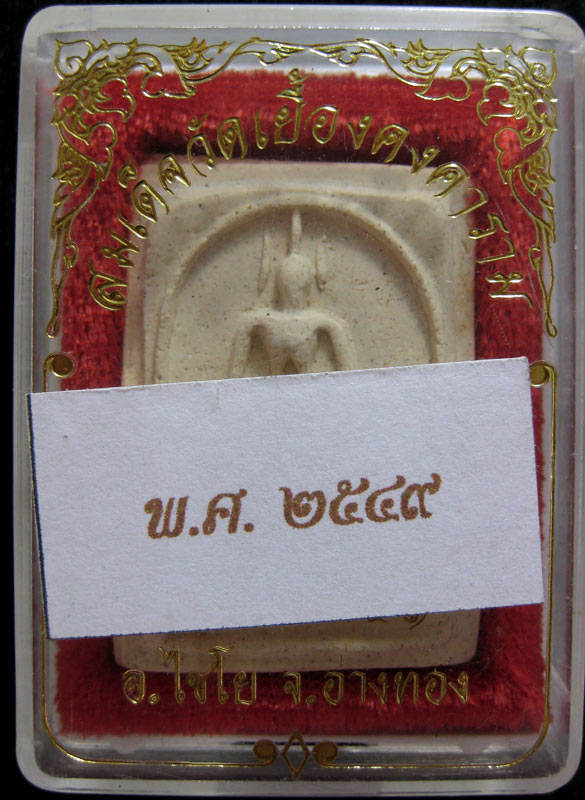 สมเด็จวัดเยื้องคงคาราม
พ.ศ. ๒๕๔๙
อ.ไชโย จ.อ่างทอง